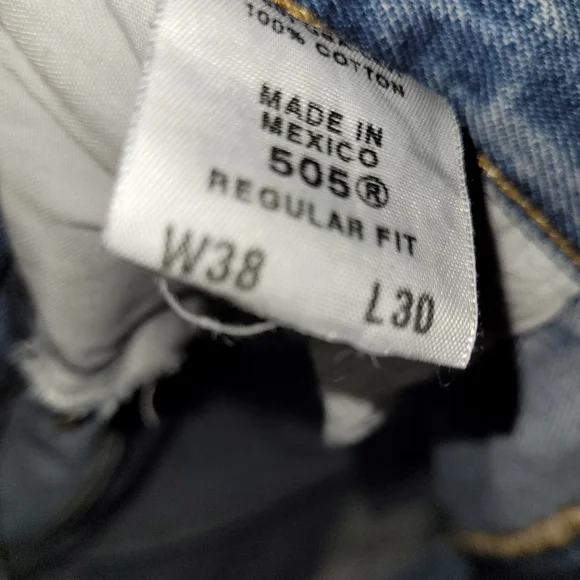 100% COTTON
MADE IN
MEXICO
505®
REGULAR FIT
W38 L30